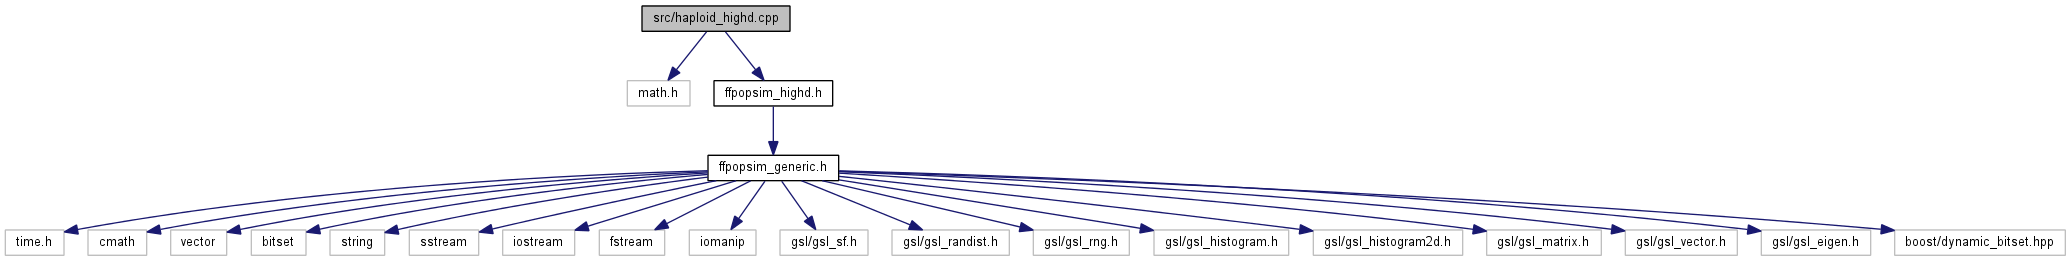 src/haploid_highd.cpp
math.h
ffpopsim_highd.h
ffpopsim_generic.h
time.h
cmath
vector
bitset
string
sstream
iostream
fstream
iomanip
gsl/gsl_sf.h
gsl/gsl_randist.h
gsl/gsl_rng.h
gsl/gsl_histogram.h
gsl/gsl_histogram2d.h
gsl/gsl_matrix.h
gsl/gsl_vector.h
gsl/gsl_eigen.h
boost/dynamic_bitset.hpp